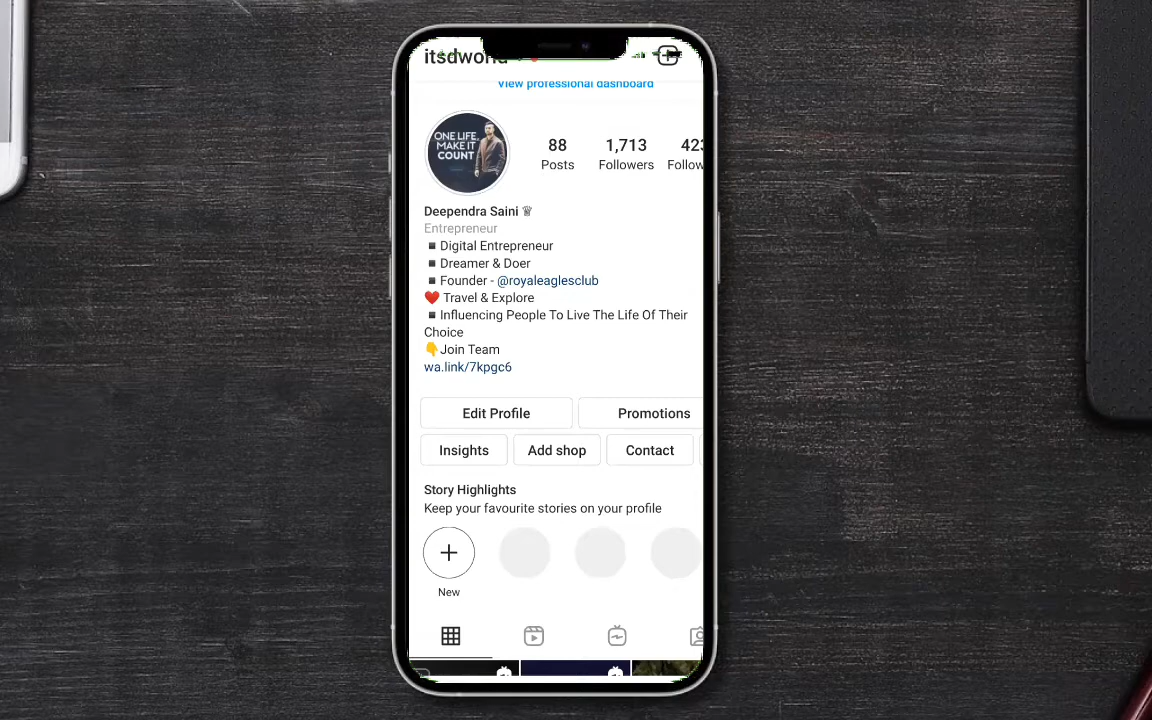 itsdworld
View professional dashboard
ONE LIFE.
MAKE IT
COUNT
88
1,713
423
Posts
Followers
Follow
Deependra Saini ♕
Entrepreneur
▪Digital Entrepreneur
▪Dreamer & Doer
▪Founder - @royaleaglesclub
❤️ Travel & Explore
▪Influencing People To Live The Life Of Their
Choice
👇Join Team
wa.link/7kpgc6
Edit Profile
Promotions
Insights
Add shop
Contact
Story Highlights
Keep your favourite stories on your profile
New